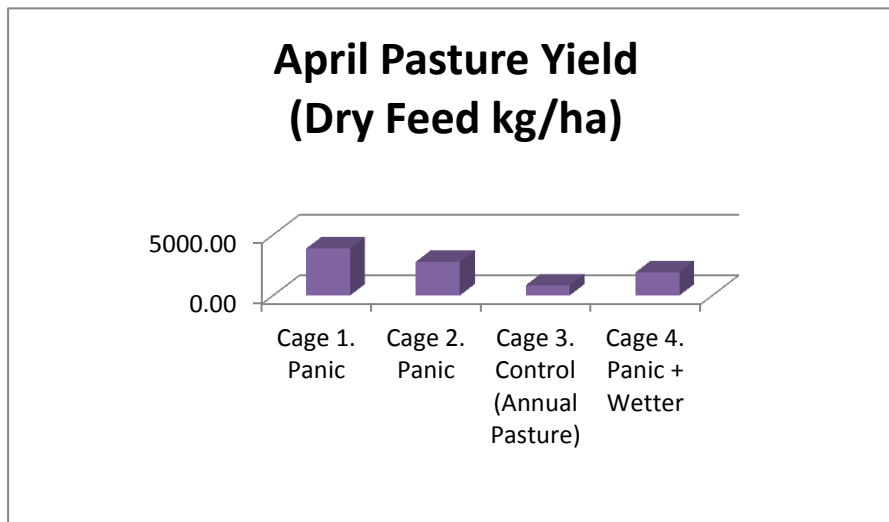 April Pasture Yield
(Dry Feed kg/ha)
5000.00
0.00
Cage 1.
Panic
Cage 2.
Panic
Cage 3.
Control
(Annual
Pasture)
Cage 4.
Panic +
Wetter